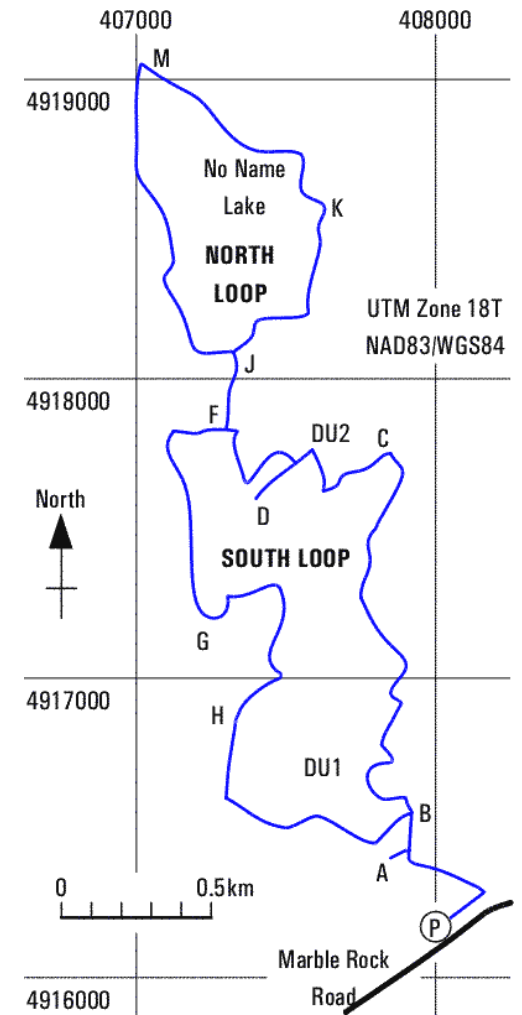 407000 408000
M
4919000
No Name
Lake
K
NORTH
LOOP
UTM Zone 18T
NAD83/WGS84
J
4918000
F
DU2
C
North
D
SOUTH LOOP
G
4917000
H
DU1
B
A
0 0.5km
P
Marble Rock
Road
4916000